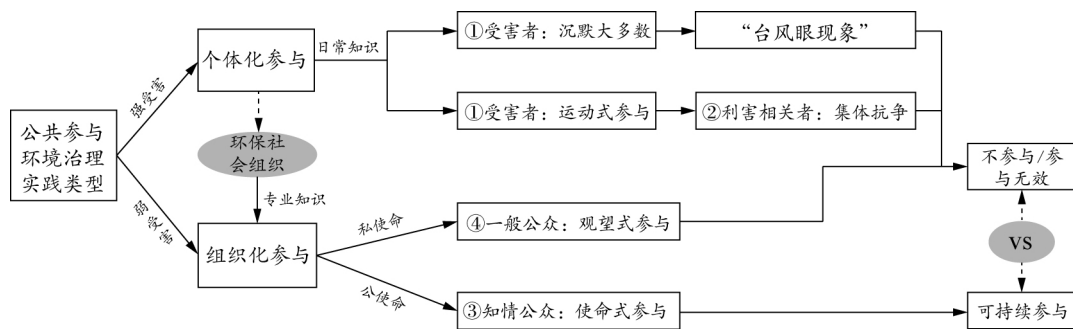 公共参与
环境治理
实践类型
强受害
弱受害
个体化参与
日常知识
环保社
会组织
专业知识
组织化参与
①受害者：沉默大多数
“台风眼现象”
①受害者：运动式参与
②利害相关者：集体抗争
私使命
④一般公众：观望式参与
公使命
③知情公众：使命式参与
不参与/参
与无效
VS
可持续参与